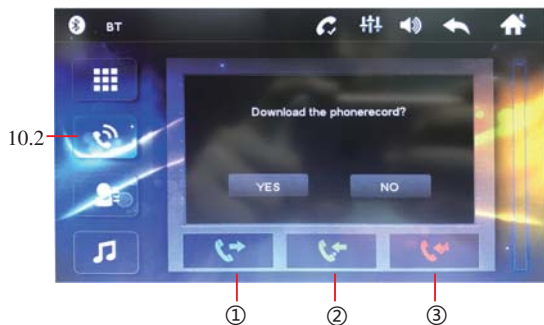 BT
Download the phonerecord?
10.2
YES NO
① ② ③